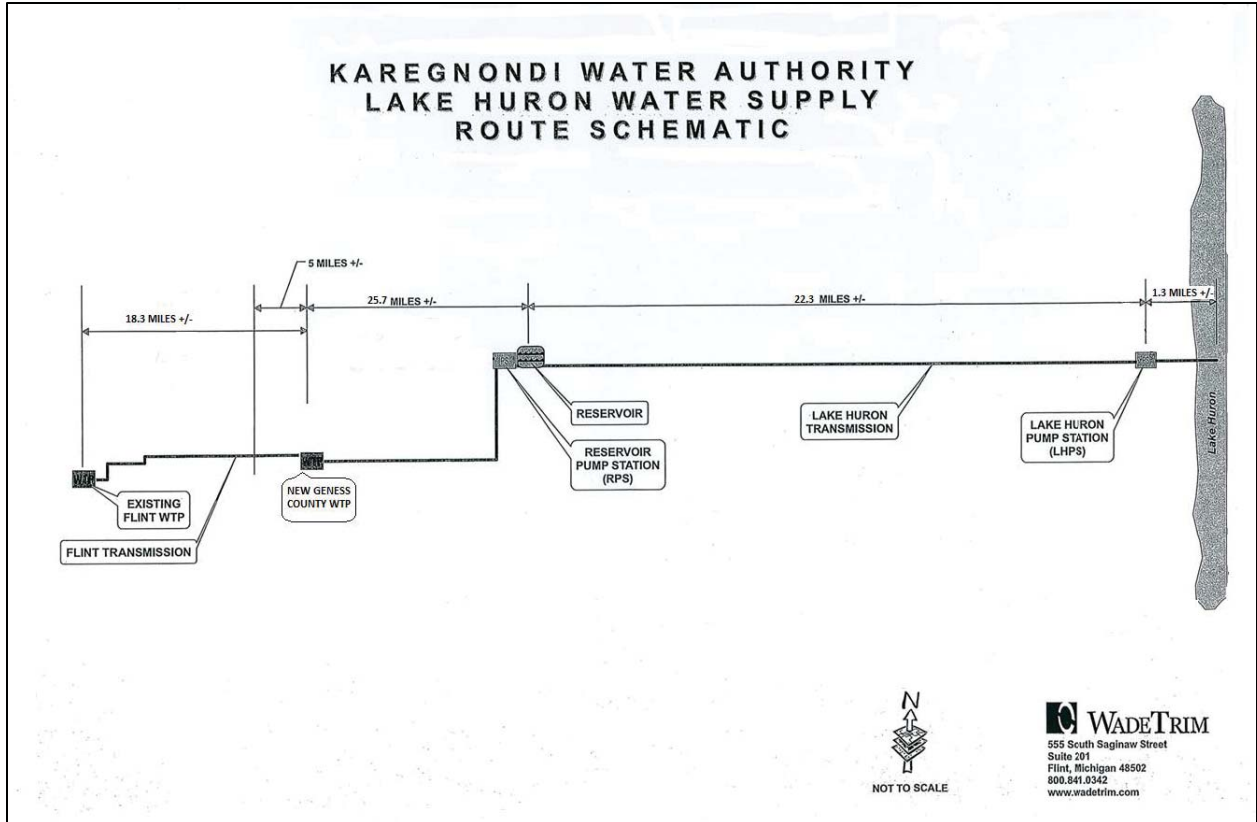 KAREGNONDI WATER AUTHORITY
LAKE HURON WATER SUPPLY
ROUTE SCHEMATIC
5 MILES +/-
18.3 MILES +/-
25.7 MILES +/-
22.3 MILES +/-
1.3 MILES +/-
RESERVOIR
RESERVOIR
PUMP STATION
(RPS)
LAKE HURON
TRANSMISSION
LAKE HURON
PUMP STATION
(LHPS)
Lake Huron
WTP
EXISTING
FLINT WTP
FLINT TRANSMISSION
WTP
NEW GENESS
COUNTY WTP
N
NOT TO SCALE
WADETRIM
555 South Saginaw Street
Suite 201
Flint, Michigan 48502
800.841.0342
www.wadetrim.com